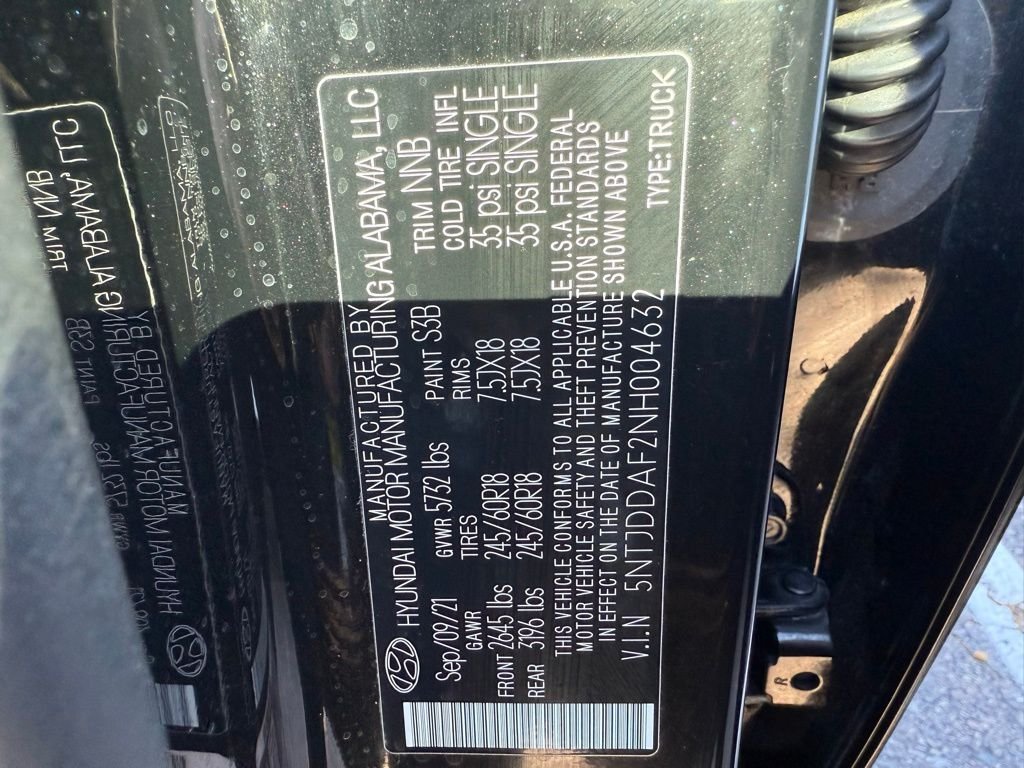 MANUFACTURED BY
HYUNDAI MOTOR MANUFACTURING ALABAMA, LLC
Sep/09/21 GVWR 5732 lbs PAINT S3B TRIM NNB
GAWR TIRES RIMS COLD TIRE INFL
FRONT 2645 lbs 245/60R18 7.5JX18 35 psi SINGLE
REAR 3196 lbs 245/60R18 7.5JX18 35 psi SINGLE
THIS VEHICLE CONFORMS TO ALL APPLICABLE U.S.A. FEDERAL
MOTOR VEHICLE SAFETY AND THEFT PREVENTION STANDARDS
IN EFFECT ON THE DATE OF MANUFACTURE SHOWN ABOVE
V.I.N 5NTJDDAF2NH004632 TYPE:TRUCK
R